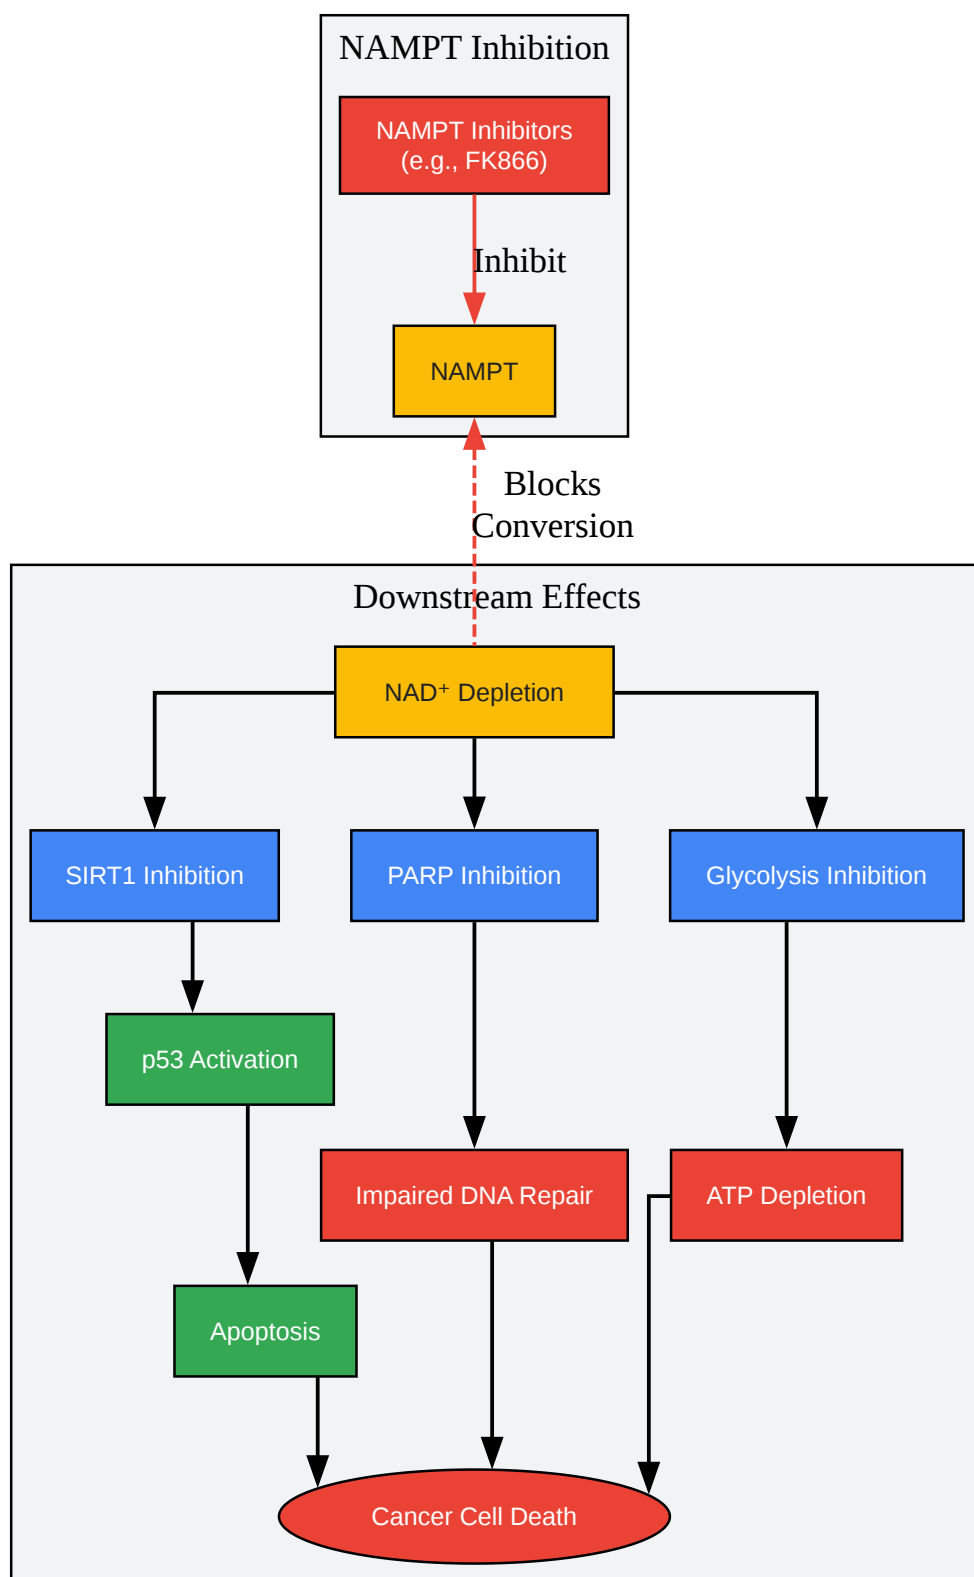 NAMPT Inhibition
NAMPT Inhibitors
(e.g., FK866)
Inhibit
NAMPT
Blocks
Conversion
Downstream Effects
NAD⁺ Depletion
SIRT1 Inhibition
PARP Inhibition
Glycolysis Inhibition
p53 Activation
Impaired DNA Repair
ATP Depletion
Apoptosis
Cancer Cell Death